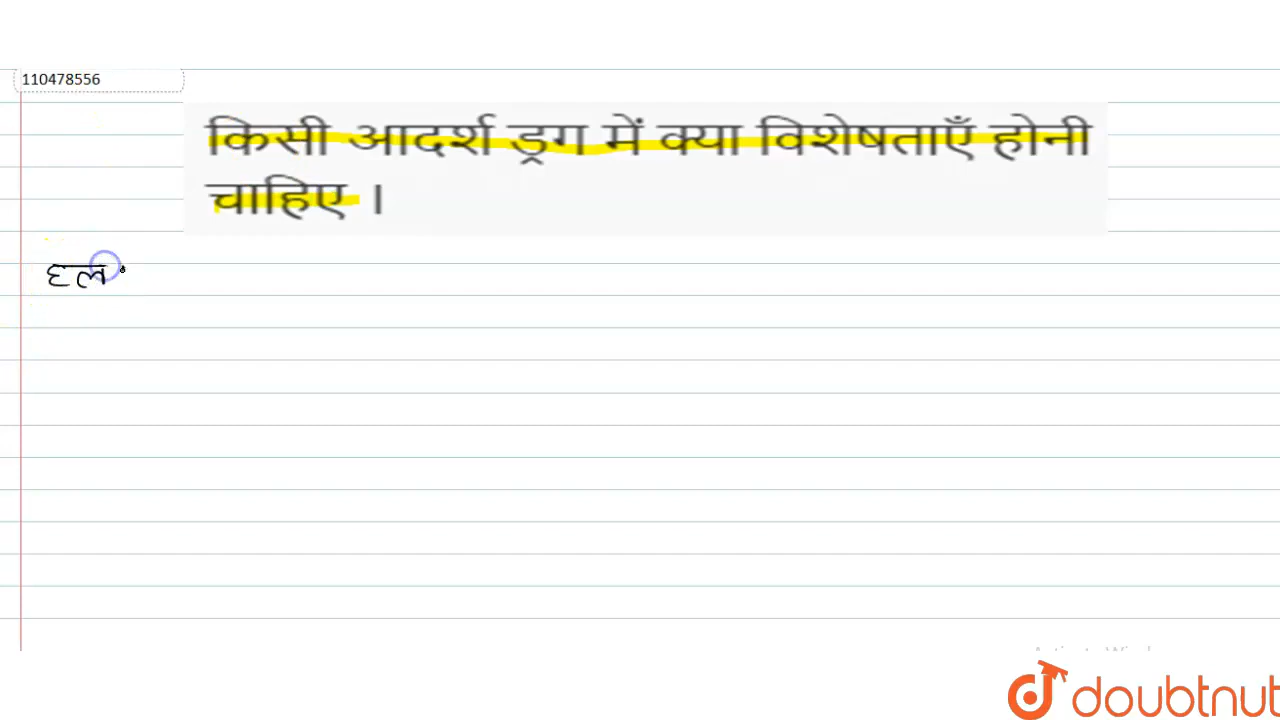 110478556
किसी आदर्श ड्रग में क्या विशेषताएँ होनी
चाहिए ।
हल :
doubtnut